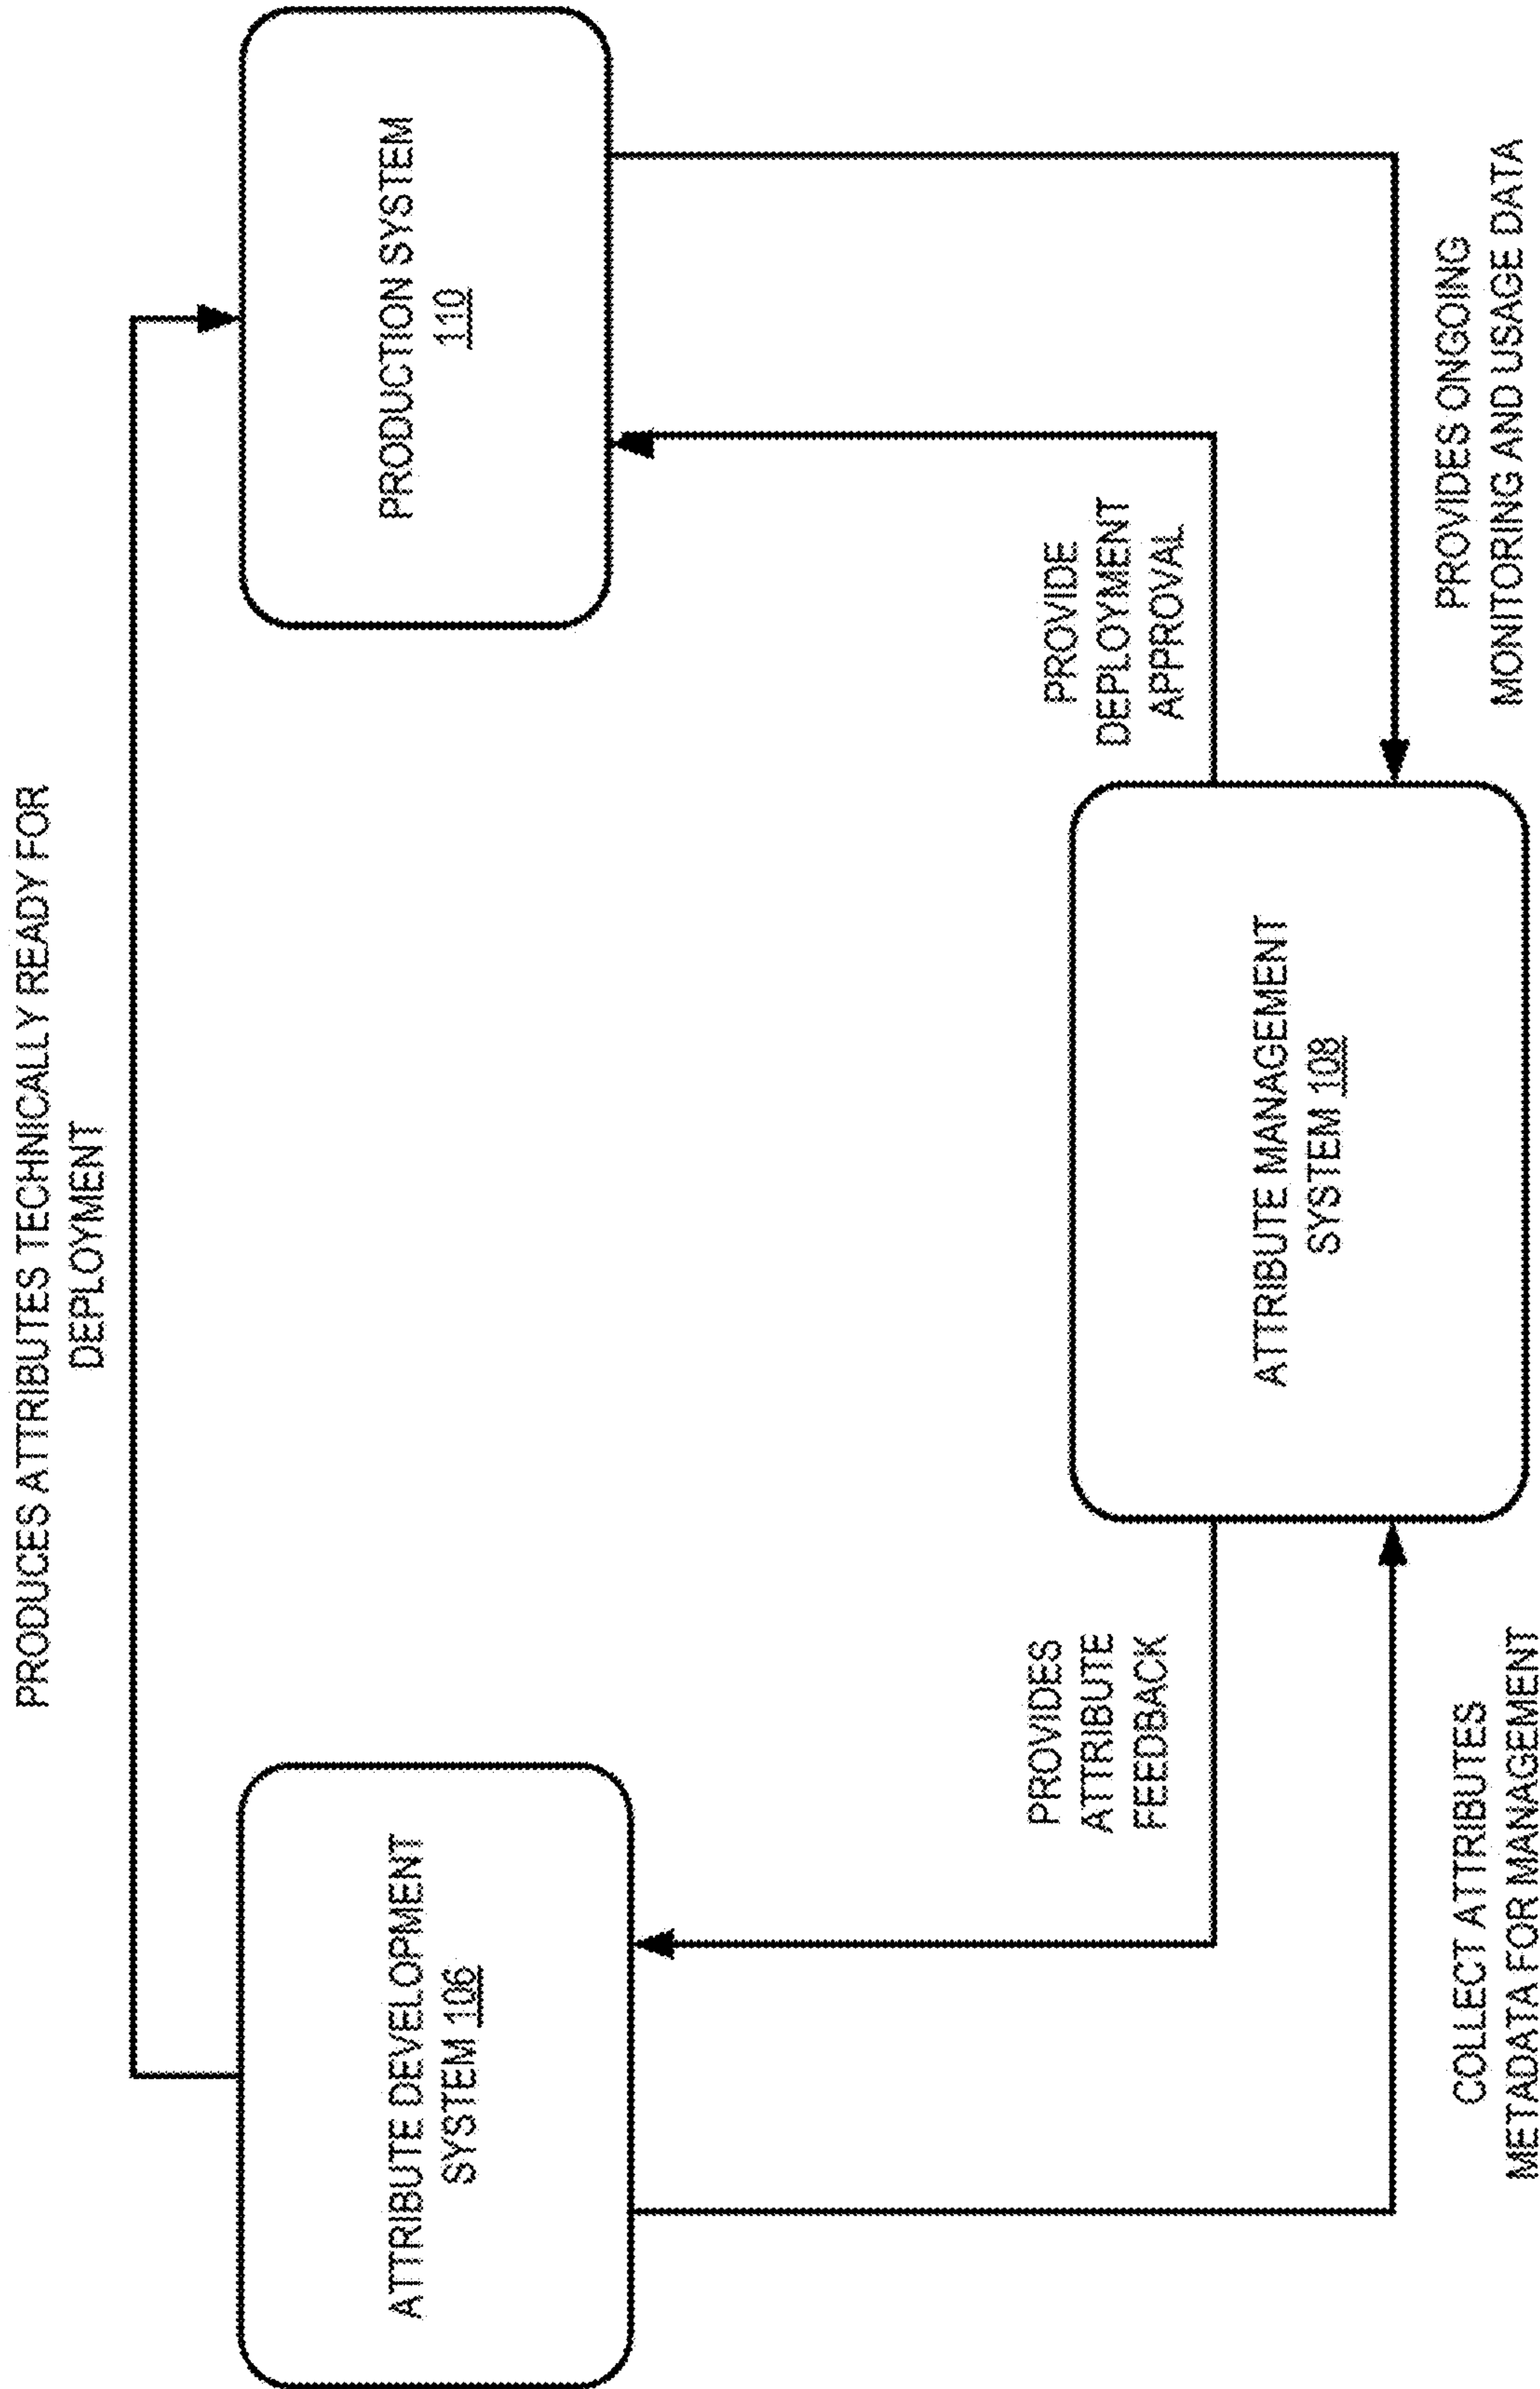 PRODUCES ATTRIBUTES TECHNICALLY READY FOR
DEPLOYMENT
ATTRIBUTE DEVELOPMENT
SYSTEM 106
PRODUCTION SYSTEM
110
PROVIDES
ATTRIBUTE
FEEDBACK
PROVIDE
DEPLOYMENT
APPROVAL
ATTRIBUTE MANAGEMENT
SYSTEM 108
COLLECT ATTRIBUTES
METADATA FOR MANAGEMENT
PROVIDES ONGOING
MONITORING AND USAGE DATA